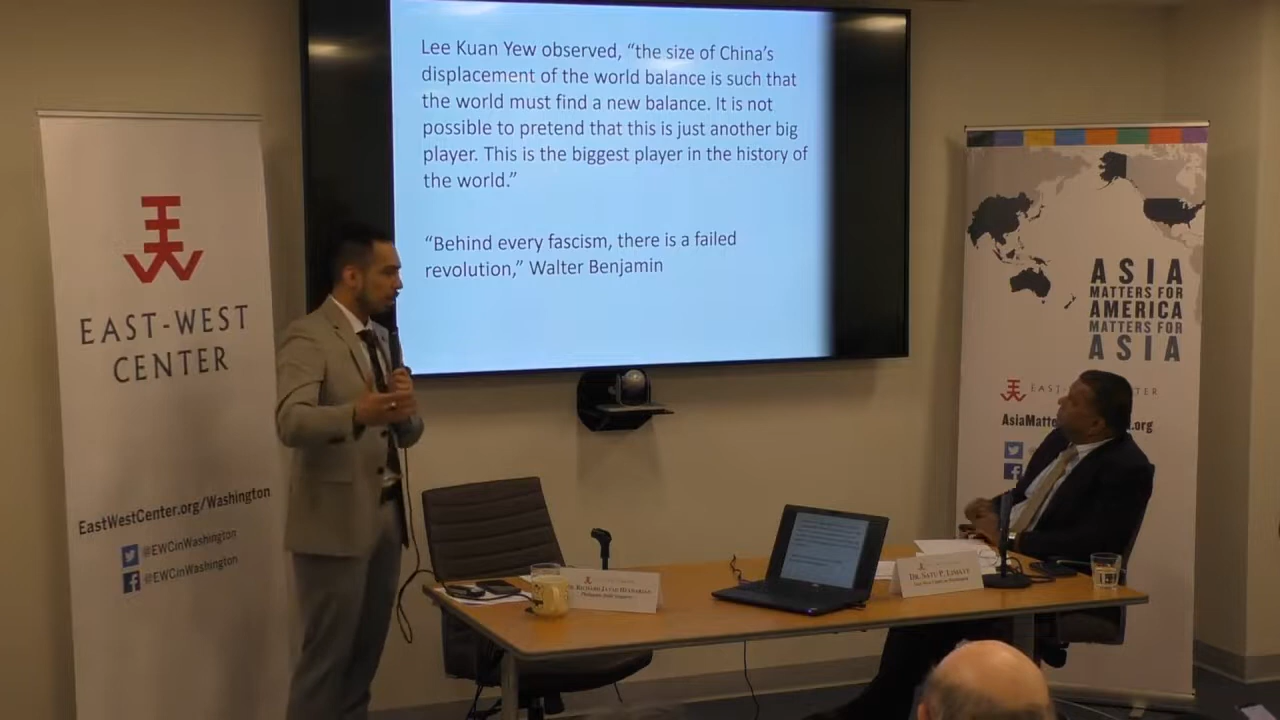 Lee Kuan Yew observed, “the size of China’s
displacement of the world balance is such that
the world must find a new balance. It is not
possible to pretend that this is just another big
player. This is the biggest player in the history of
the world.”
“Behind every fascism, there is a failed
revolution,” Walter Benjamin
EAST-WEST
CENTER
EastWestCenter.org/Washington
@EWCinWashington
@EWCinWashington
ASIA
MATTERS FOR
AMERICA
MATTERS FOR
ASIA
DR. SATU P. LIMAYE